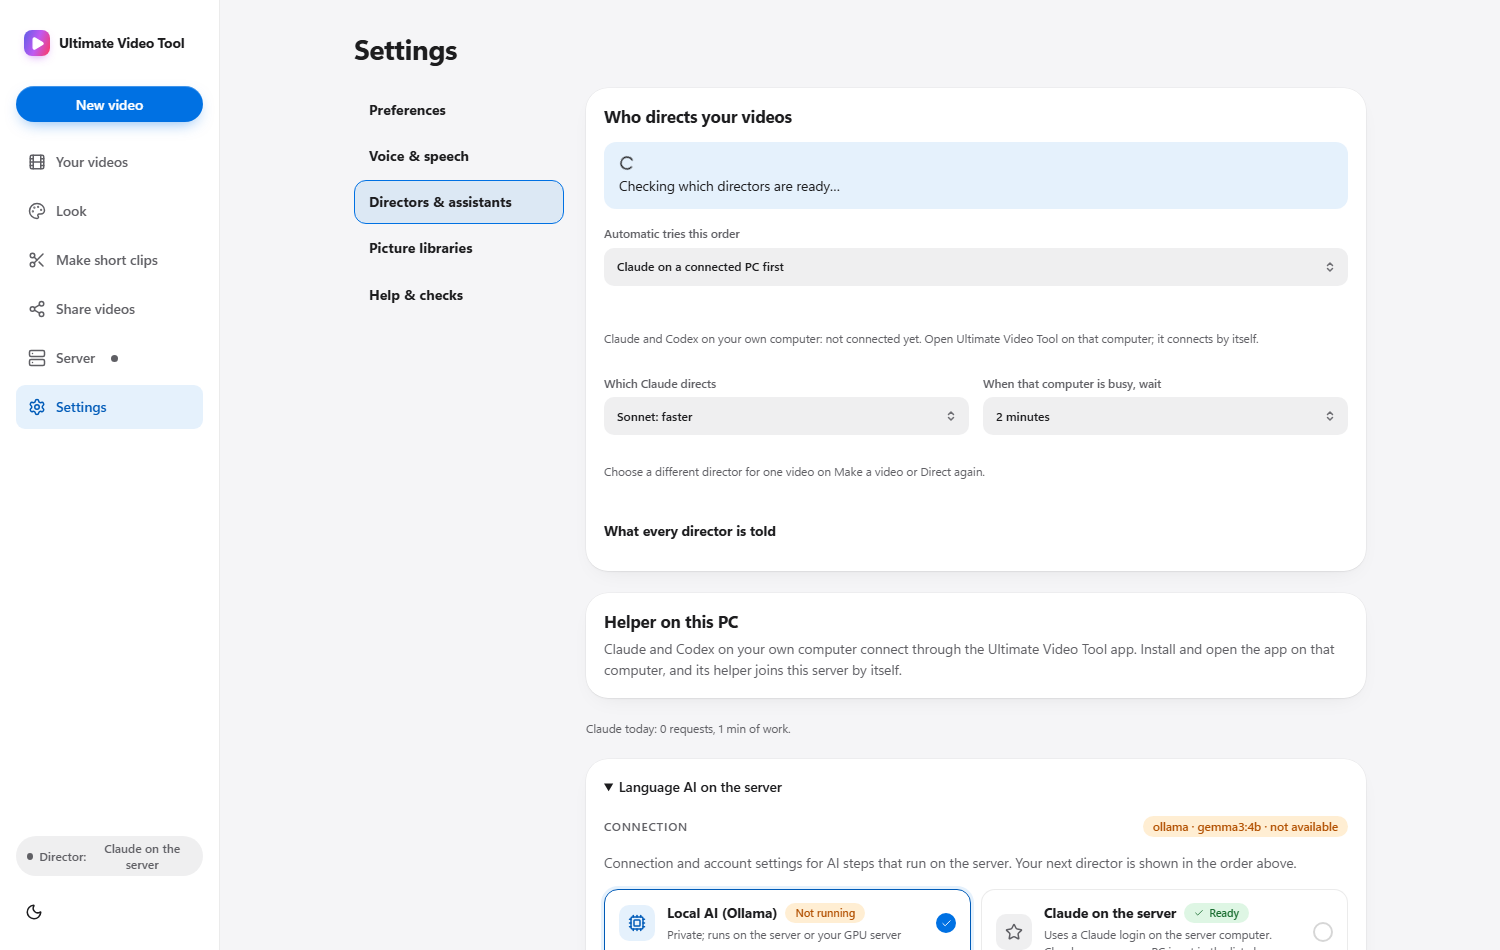 Ultimate Video Tool
New video
Your videos
Look
Make short clips
Share videos
Server
Settings
Director:
Claude on the
server
Settings
Preferences
Voice & speech
Directors & assistants
Picture libraries
Help & checks
Who directs your videos
Checking which directors are ready...
Automatic tries this order
Claude on a connected PC first
Claude and Codex on your own computer: not connected yet. Open Ultimate Video Tool on that computer; it connects by itself.
Which Claude directs
When that computer is busy, wait
Sonnet: faster
2 minutes
Choose a different director for one video on Make a video or Direct again.
What every director is told
Helper on this PC
Claude and Codex on your own computer connect through the Ultimate Video Tool app. Install and open the app on that
computer, and its helper joins this server by itself.
Claude today: 0 requests, 1 min of work.
Language AI on the server
CONNECTION
ollama · gemma3:4b · not available
Connection and account settings for AI steps that run on the server. Your next director is shown in the order above.
Local AI (Ollama)
Not running
Private; runs on the server or your GPU server
Claude on the server
Ready
Uses a Claude login on the server computer.